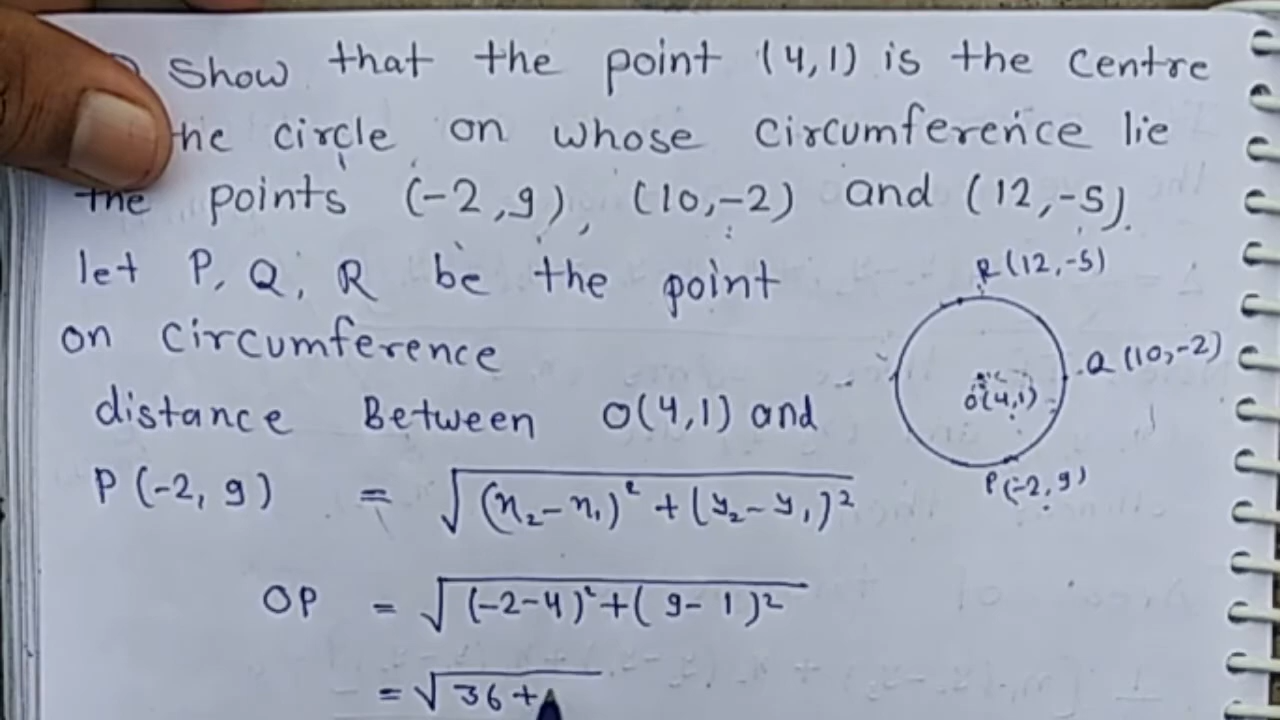 Show that the point (4,1) is the centre
circle on whose circumference lie
the points (-2,9), (10,-2) and (12,-5).
let P, Q, R be the point
on circumference
distance Between O(4,1) and
P(-2, 9) = √(x₂-x₁)² + (y₂-y₁)²
OP = √(-2-4)² + (9-1)²
= √36+
R(12,-5)
Q(10,-2)
O(4,1)
P(-2,9)